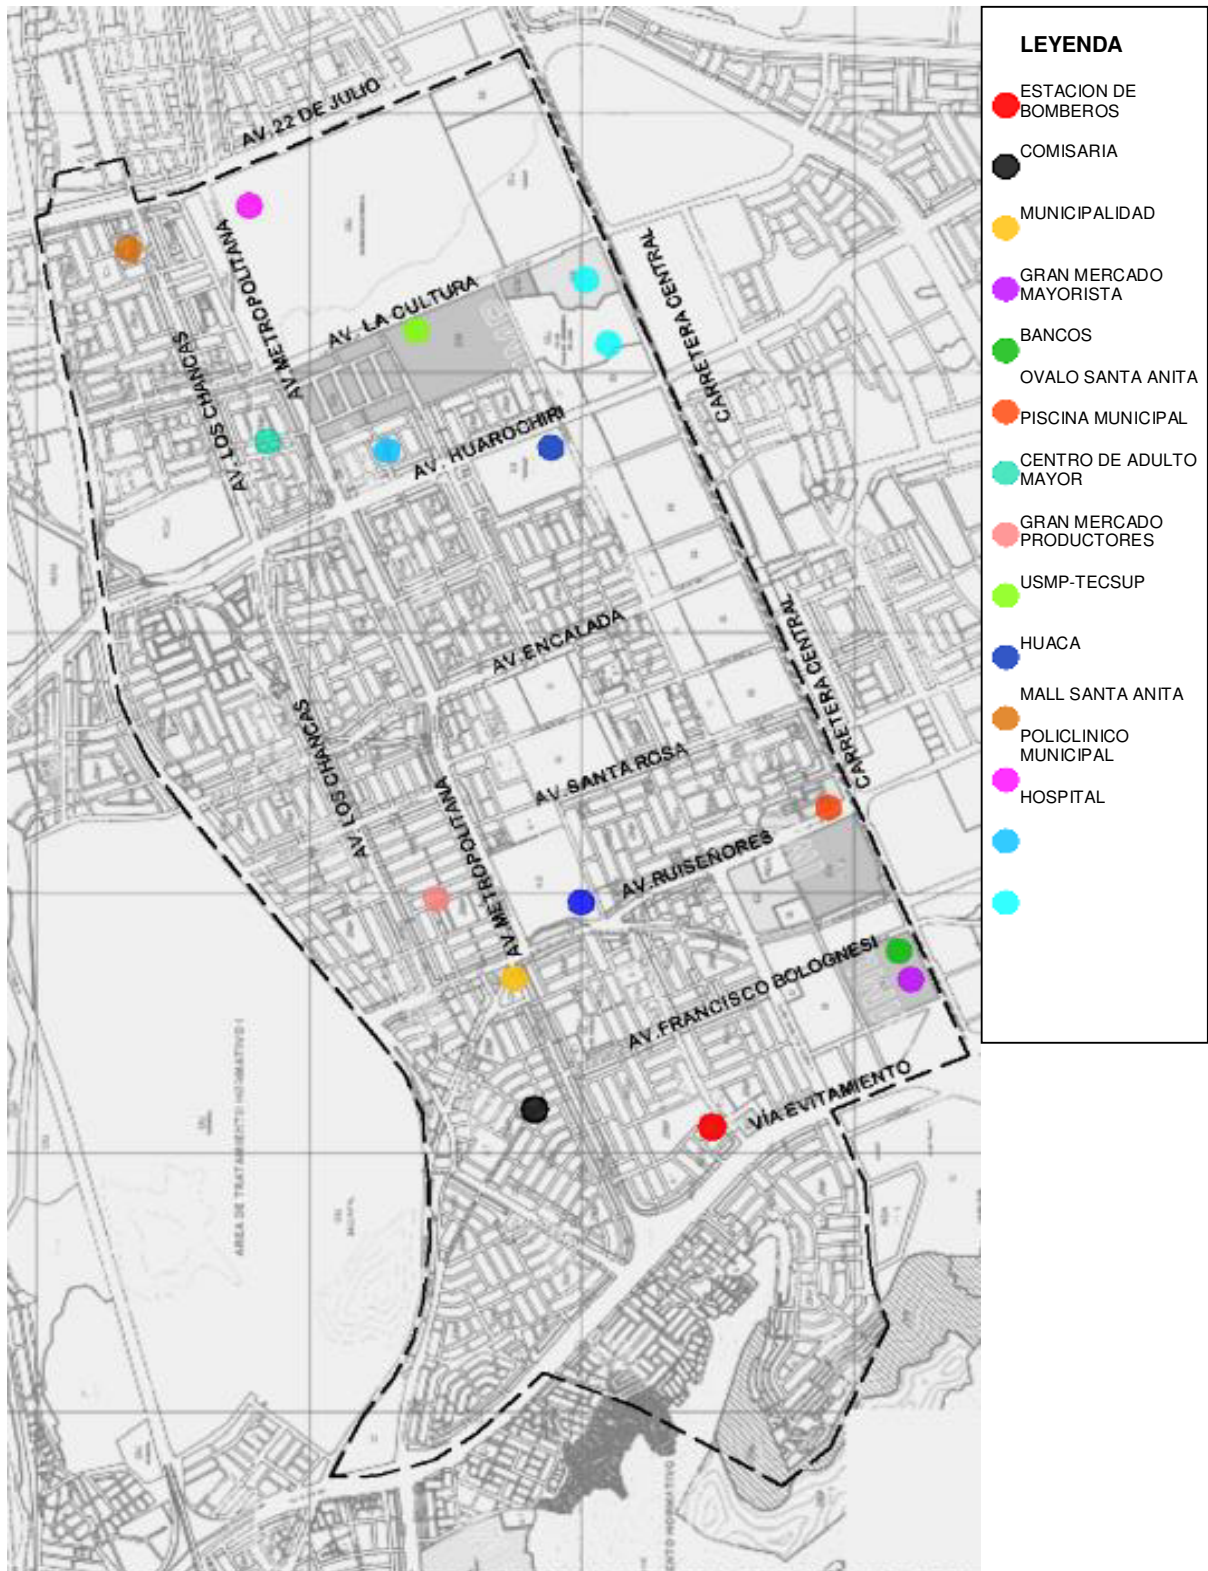 LEYENDA
ESTACION DE
BOMBEROS
COMISARIA
MUNICIPALIDAD
GRAN MERCADO
MAYORISTA
BANCOS
OVALO SANTA ANITA
PISCINA MUNICIPAL
CENTRO DE ADULTO
MAYOR
GRAN MERCADO
PRODUCTORES
USMP-TECSUP
HUACA
MALL SANTA ANITA
POLICLINICO
MUNICIPAL
HOSPITAL
AV. 22 DE JULIO
AV METROPOLITANA
AV. LA CULTURA
CARRETERA CENTRAL
AV. LOS CHANCAS
AV. HUAROCHIRI
AV. ENCALADA
CARRETERA CENTRAL
AV. LOS CHANCAS
AV. SANTA ROSA
AV.METROPOLITANA
AV.RUISEÑORES
AV.FRANCISCO BOLOGNESI
VÍA EVITAMIENTO
AREA DE TRATAMIENTO NORMATIVO I